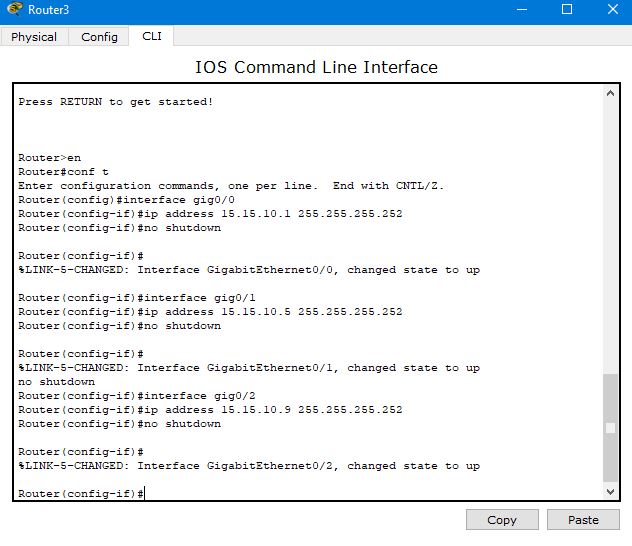 Router3
Physical Config CLI
IOS Command Line Interface
Press RETURN to get started!
Router>en
Router#conf t
Enter configuration commands, one per line.  End with CNTL/Z.
Router(config)#interface gig0/0
Router(config-if)#ip address 15.15.10.1 255.255.255.252
Router(config-if)#no shutdown
Router(config-if)#
%LINK-5-CHANGED: Interface GigabitEthernet0/0, changed state to up
Router(config-if)#interface gig0/1
Router(config-if)#ip address 15.15.10.5 255.255.255.252
Router(config-if)#no shutdown
Router(config-if)#
%LINK-5-CHANGED: Interface GigabitEthernet0/1, changed state to up
no shutdown
Router(config-if)#interface gig0/2
Router(config-if)#ip address 15.15.10.9 255.255.255.252
Router(config-if)#no shutdown
Router(config-if)#
%LINK-5-CHANGED: Interface GigabitEthernet0/2, changed state to up
Router(config-if)#
Copy Paste